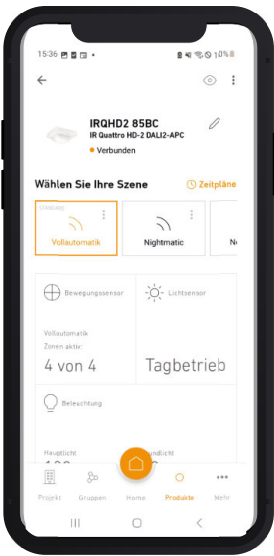 15:36
10%
IRQHD2 85BC
IR Quattro HD-2 DALI2-APC
Verbunden
Wählen Sie Ihre Szene
Zeitpläne
STANDARD
Vollautomatik
Nightmatic
Bewegungssensor
Lichtsensor
Vollautomatik
Zonen aktiv:
4 von 4
Tagbetrieb
Beleuchtung
Hauptlicht
Projekt
Gruppen
Home
Produkte
Mehr